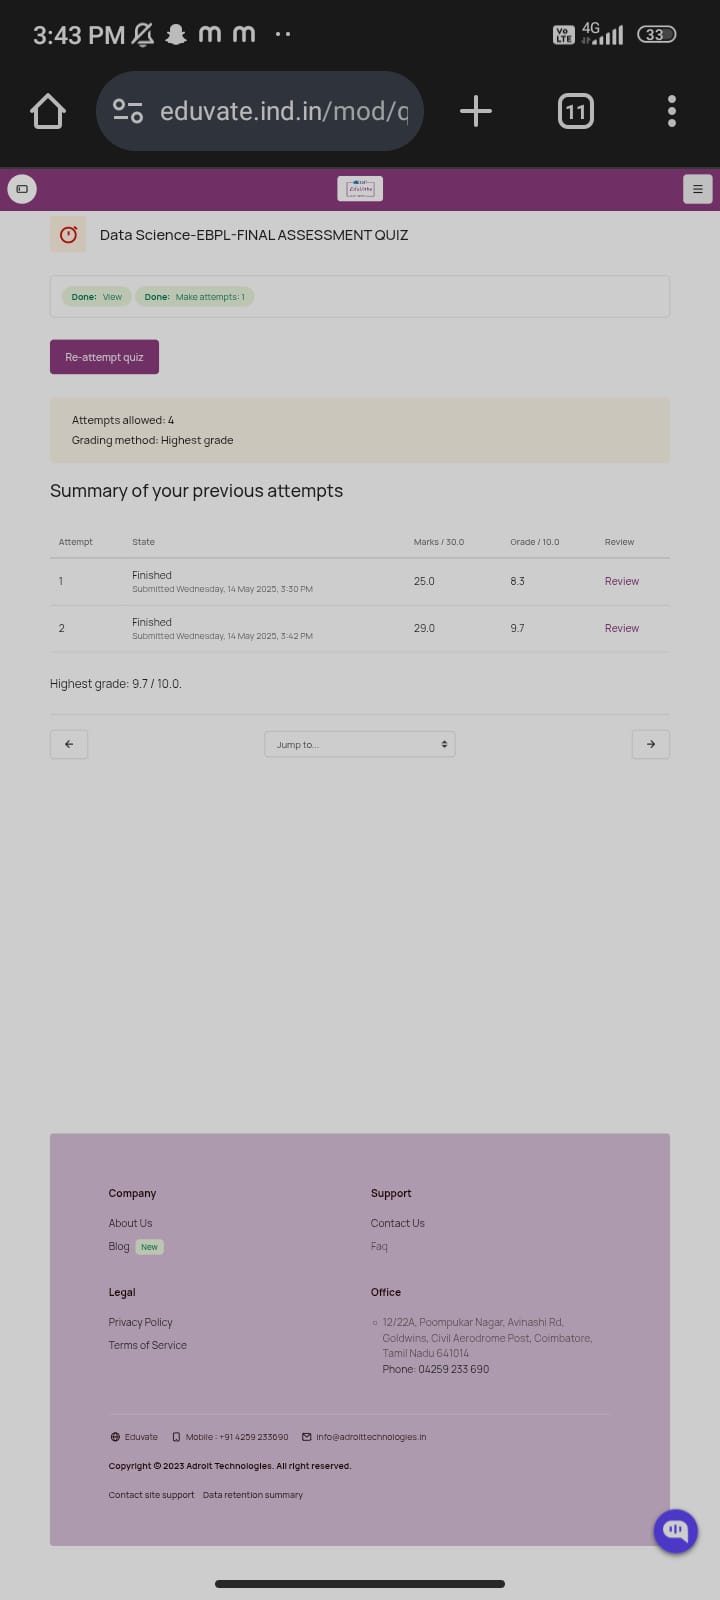 3:43 PM
Vo LTE 4G 33
eduvate.ind.in/mod/q
11
Data Science-EBPL-FINAL ASSESSMENT QUIZ
Done: View Done: Make attempts: 1
Re-attempt quiz
Attempts allowed: 4
Grading method: Highest grade
Summary of your previous attempts
Attempt State Marks / 30.0 Grade / 10.0 Review
1 Finished 25.0 8.3 Review
Submitted Wednesday, 14 May 2025, 3:30 PM
2 Finished 29.0 9.7 Review
Submitted Wednesday, 14 May 2025, 3:42 PM
Highest grade: 9.7 / 10.0.
Jump to...
Company
About Us
Blog New
Support
Contact Us
Faq
Legal
Privacy Policy
Terms of Service
Office
12/22A, Poompukar Nagar, Avinashi Rd,
Goldwins, Civil Aerodrome Post, Coimbatore,
Tamil Nadu 641014
Phone: 04259 233 690
Eduvate Mobile : +91 4259 233690 info@adroittechnologies.in
Copyright © 2023 Adroit Technologies. All right reserved.
Contact site support Data retention summary